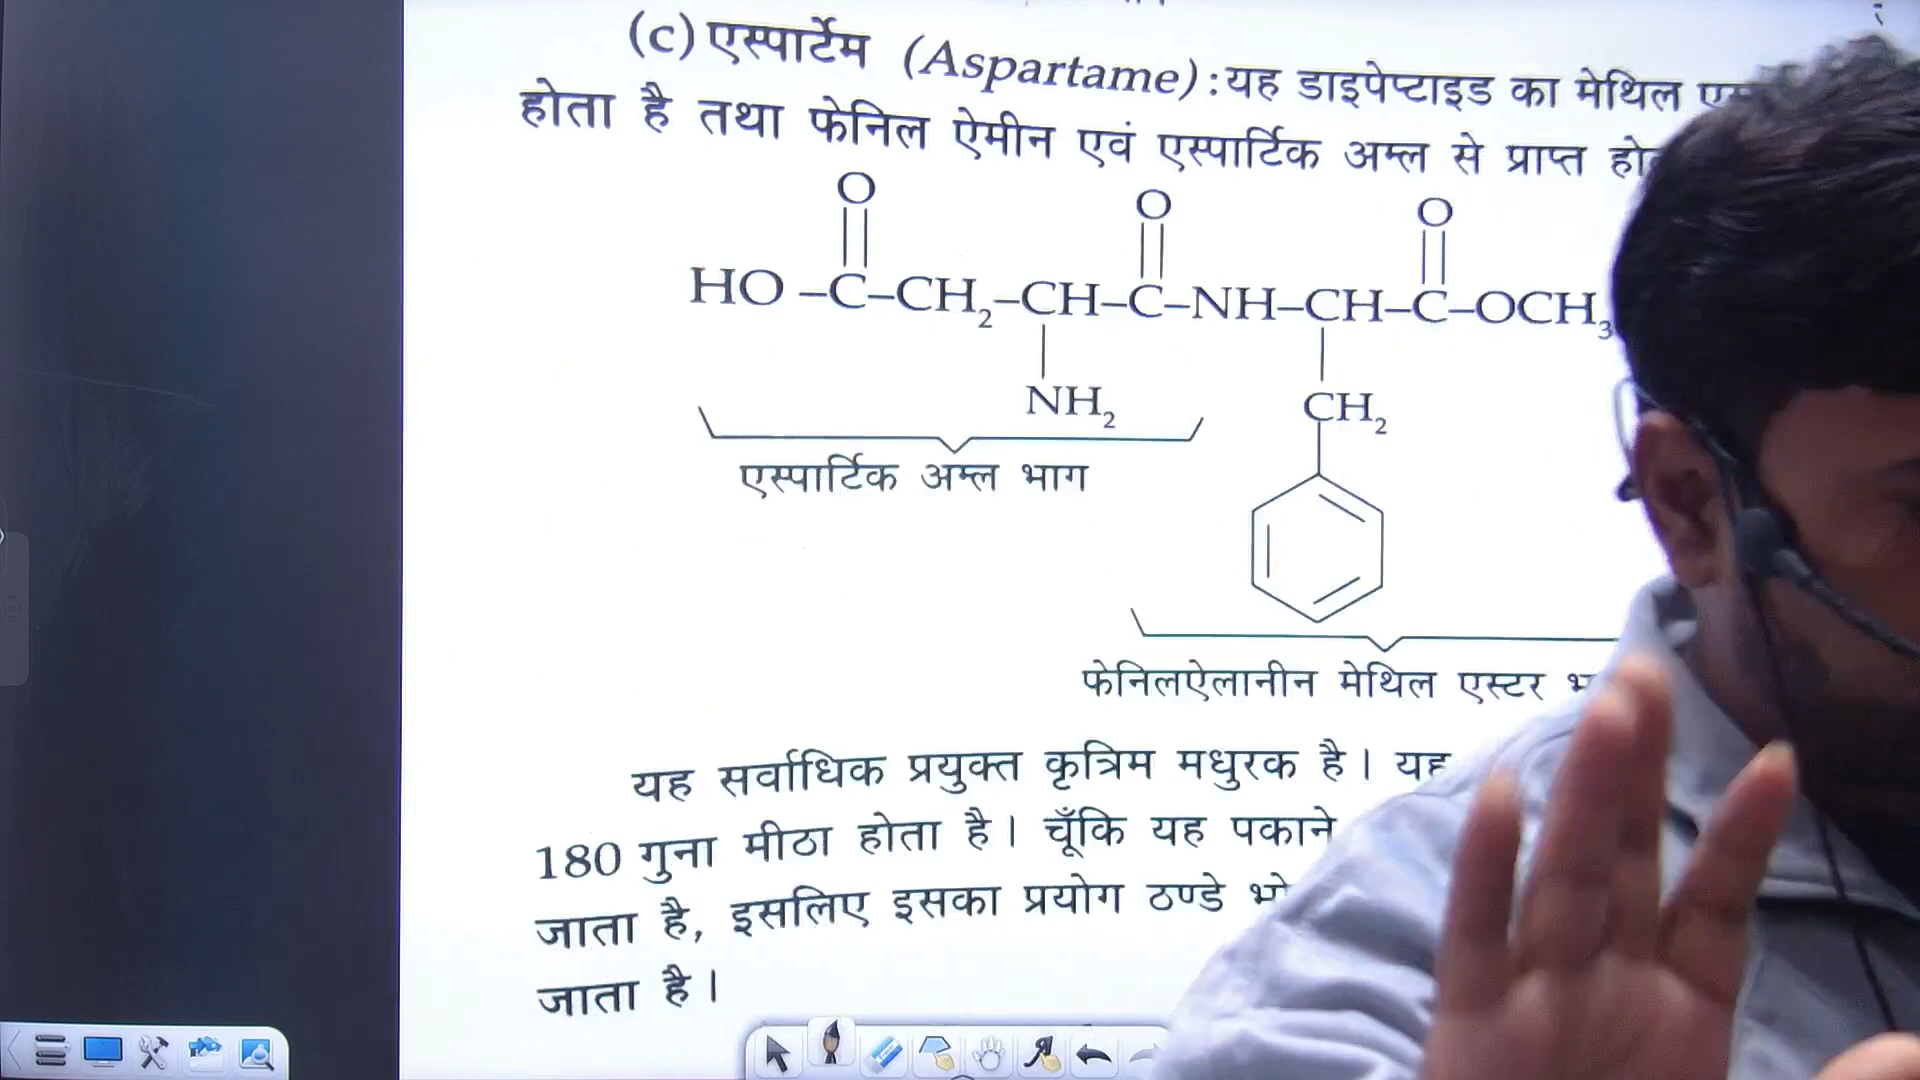 (c) एस्पार्टेम (Aspartame) : यह डाइपेप्टाइड का मेथिल
होता है तथा फेनिल ऐमीन एवं एस्पार्टिक अम्ल से प्राप्त
O O O
HO –C–CH₂–CH–C–NH–CH–C–OCH₃
NH₂ CH₂
एस्पार्टिक अम्ल भाग
फेनिलऐलानीन मेथिल एस्टर
यह सर्वाधिक प्रयुक्त कृत्रिम मधुरक है। यह
180 गुना मीठा होता है। चूँकि यह पकाने
जाता है, इसलिए इसका प्रयोग ठण्डे
जाता है।